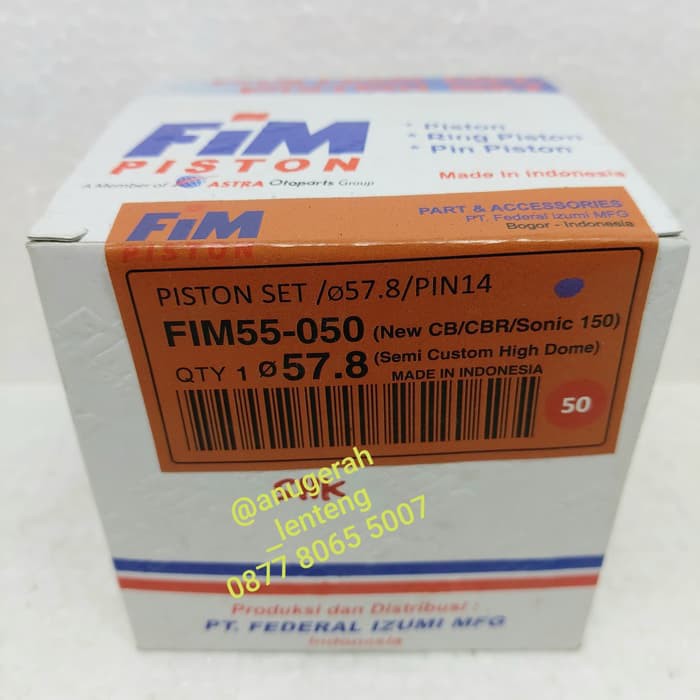 FiM
PISTON
A Member of ASTRA Otoparts Group
• Piston
• Ring Piston
• Pin Piston
Made in Indonesia
FiM
PISTON
PART & ACCESSORIES
PT. Federal Izumi MFG
Bogor - Indonesia
PISTON SET /ø57.8/PIN14
FIM55-050 (New CB/CBR/Sonic 150)
QTY 1 ø57.8 (Semi Custom High Dome)
MADE IN INDONESIA
50
@anugerah
_lenteng
0877 8065 5007
Produksi dan Distribusi :
PT. FEDERAL IZUMI MFG
Indonesia